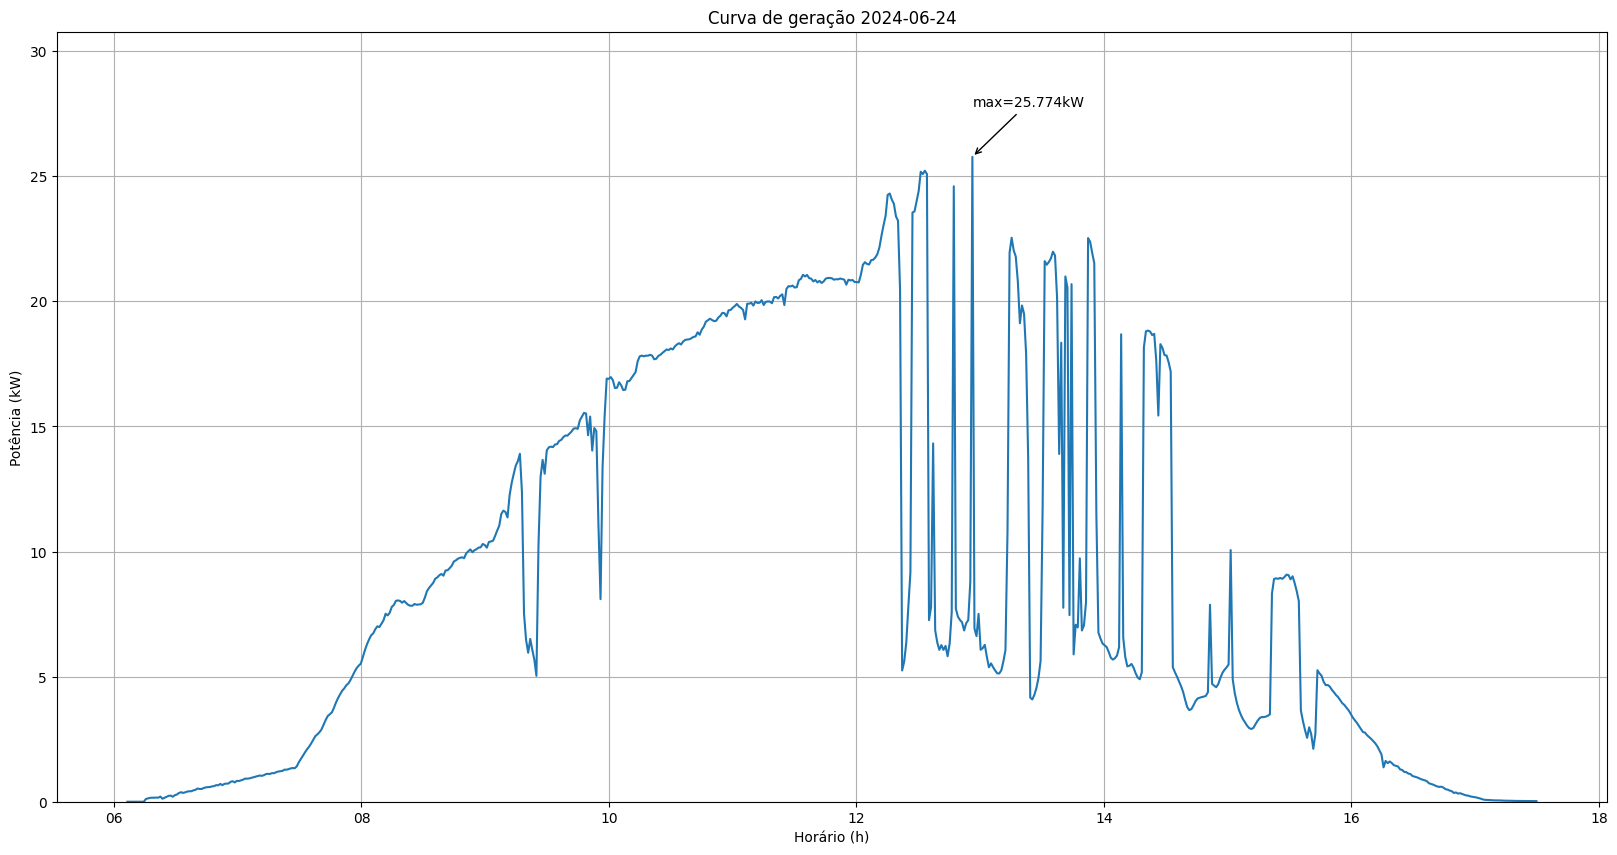 Curva de geração 2024-06-24
30
max=25.774kW
25
20
15
10
5
0
Potência (kW)
06 08 10 12 14 16 18
Horário (h)